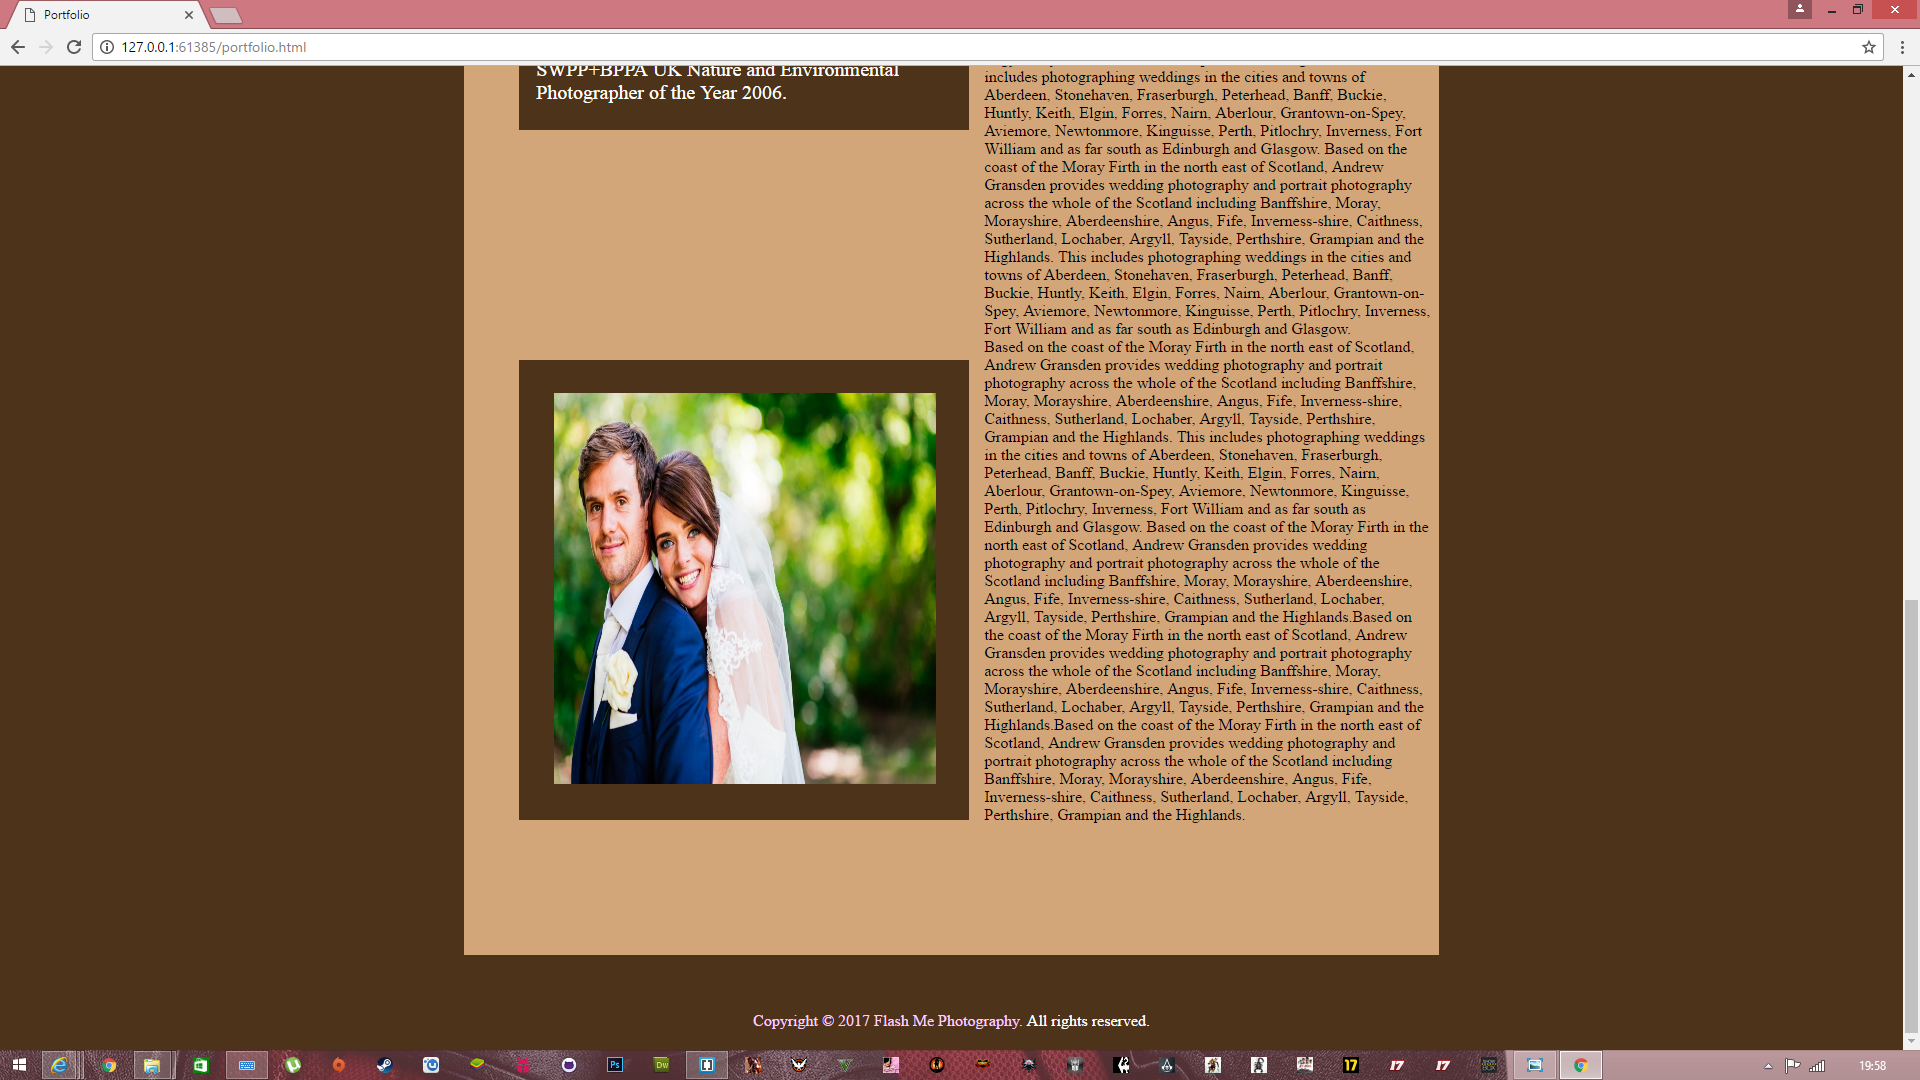 Portfolio
127.0.0.1:61385/portfolio.html
SWPP+BPPA UK Nature and Environmental
Photographer of the Year 2006.
includes photographing weddings in the cities and towns of
Aberdeen, Stonehaven, Fraserburgh, Peterhead, Banff, Buckie,
Huntly, Keith, Elgin, Forres, Nairn, Aberlour, Grantown-on-Spey,
Aviemore, Newtonmore, Kinguisse, Perth, Pitlochry, Inverness, Fort
William and as far south as Edinburgh and Glasgow. Based on the
coast of the Moray Firth in the north east of Scotland, Andrew
Gransden provides wedding photography and portrait photography
across the whole of the Scotland including Banffshire, Moray,
Morayshire, Aberdeenshire, Angus, Fife, Inverness-shire, Caithness,
Sutherland, Lochaber, Argyll, Tayside, Perthshire, Grampian and the
Highlands. This includes photographing weddings in the cities and
towns of Aberdeen, Stonehaven, Fraserburgh, Peterhead, Banff,
Buckie, Huntly, Keith, Elgin, Forres, Nairn, Aberlour, Grantown-on-
Spey, Aviemore, Newtonmore, Kinguisse, Perth, Pitlochry, Inverness,
Fort William and as far south as Edinburgh and Glasgow.
Based on the coast of the Moray Firth in the north east of Scotland,
Andrew Gransden provides wedding photography and portrait
photography across the whole of the Scotland including Banffshire,
Moray, Morayshire, Aberdeenshire, Angus, Fife, Inverness-shire,
Caithness, Sutherland, Lochaber, Argyll, Tayside, Perthshire,
Grampian and the Highlands. This includes photographing weddings
in the cities and towns of Aberdeen, Stonehaven, Fraserburgh,
Peterhead, Banff, Buckie, Huntly, Keith, Elgin, Forres, Nairn,
Aberlour, Grantown-on-Spey, Aviemore, Newtonmore, Kinguisse,
Perth, Pitlochry, Inverness, Fort William and as far south as
Edinburgh and Glasgow. Based on the coast of the Moray Firth in the
north east of Scotland, Andrew Gransden provides wedding
photography and portrait photography across the whole of the
Scotland including Banffshire, Moray, Morayshire, Aberdeenshire,
Angus, Fife, Inverness-shire, Caithness, Sutherland, Lochaber,
Argyll, Tayside, Perthshire, Grampian and the Highlands.Based on
the coast of the Moray Firth in the north east of Scotland, Andrew
Gransden provides wedding photography and portrait photography
across the whole of the Scotland including Banffshire, Moray,
Morayshire, Aberdeenshire, Angus, Fife, Inverness-shire, Caithness,
Sutherland, Lochaber, Argyll, Tayside, Perthshire, Grampian and the
Highlands.Based on the coast of the Moray Firth in the north east of
Scotland, Andrew Gransden provides wedding photography and
portrait photography across the whole of the Scotland including
Banffshire, Moray, Morayshire, Aberdeenshire, Angus, Fife,
Inverness-shire, Caithness, Sutherland, Lochaber, Argyll, Tayside,
Perthshire, Grampian and the Highlands.
Copyright © 2017 Flash Me Photography. All rights reserved.
Ps
Dw
17
17
17
19:58